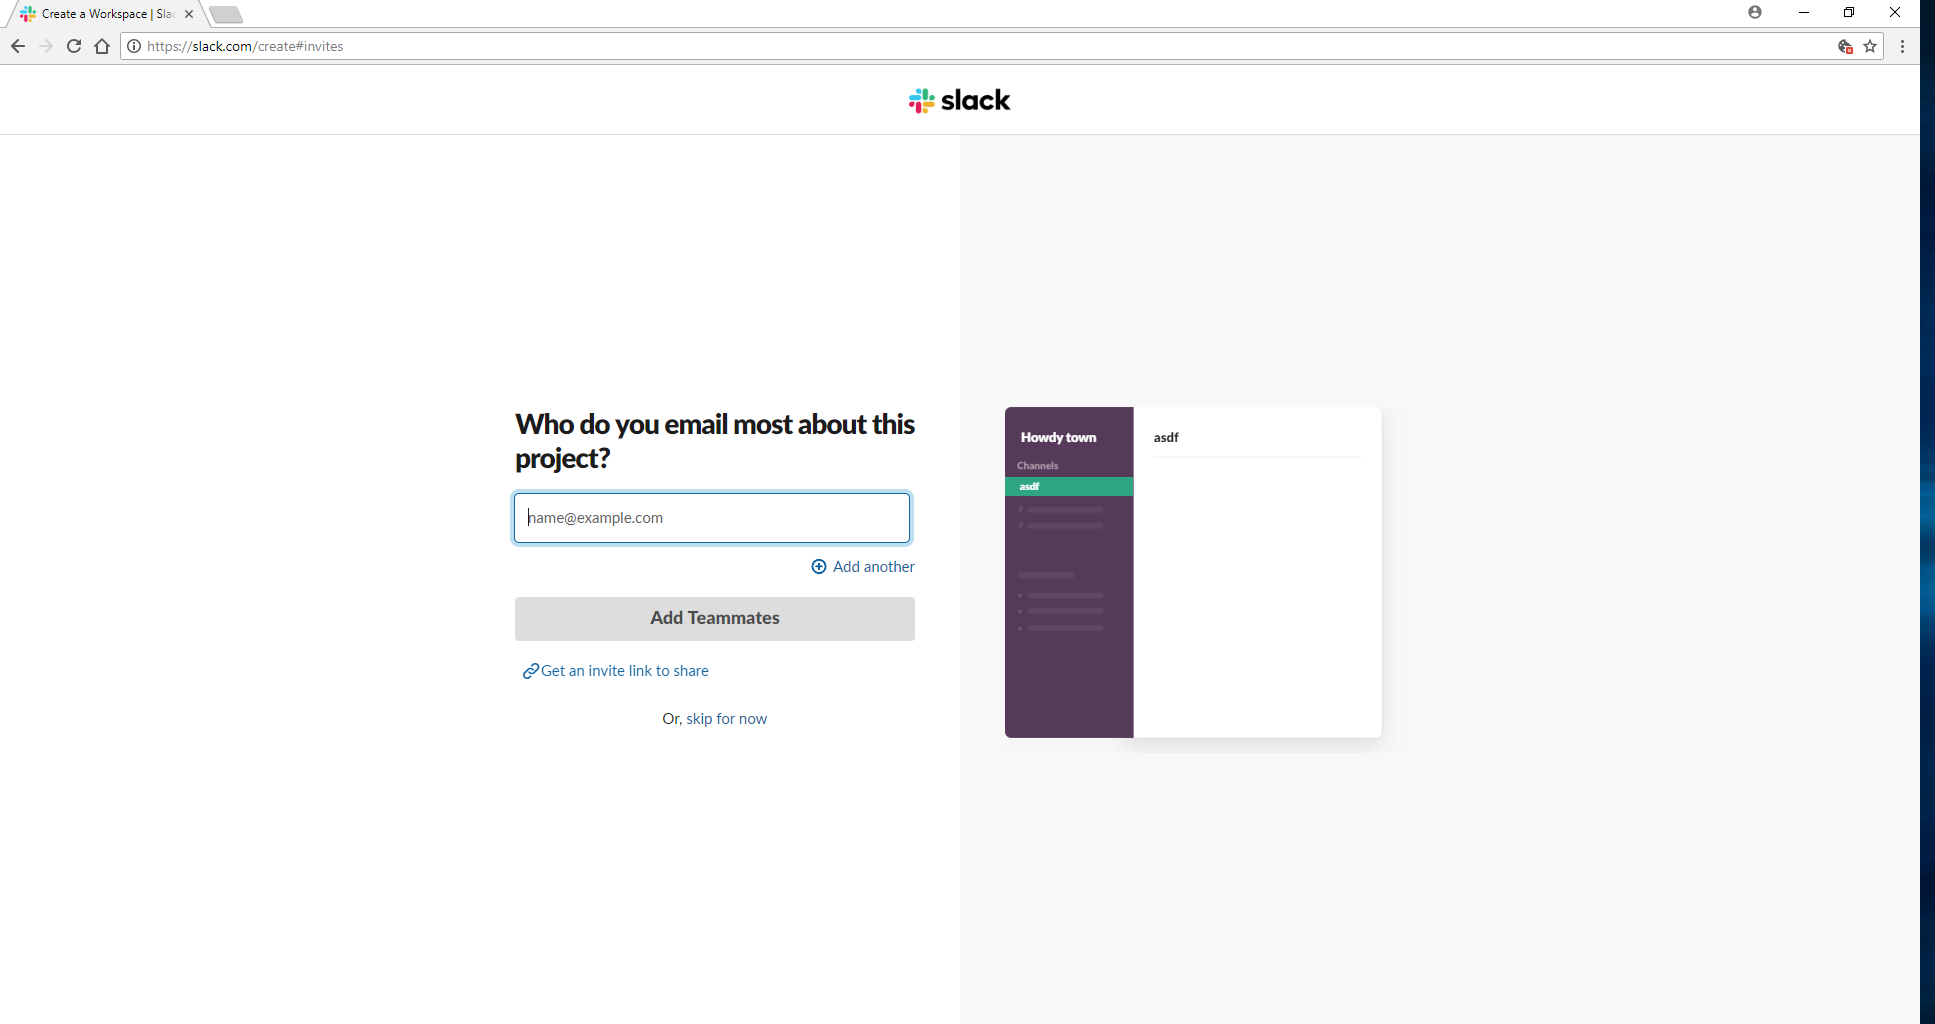 Create a Workspace | Sla
https://slack.com/create#invites
slack
Who do you email most about this
project?
name@example.com
Add another
Add Teammates
Get an invite link to share
Or, skip for now
Howdy town
Channels
asdf
asdf